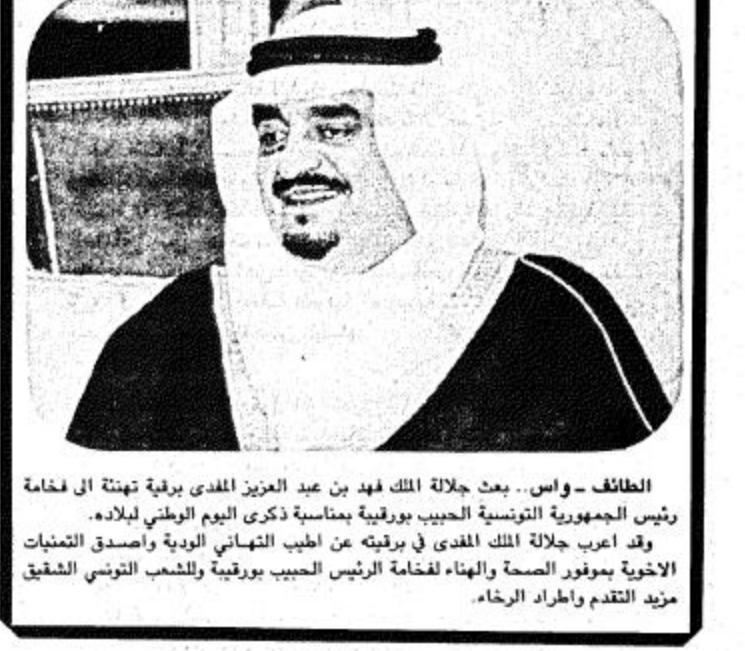 الطائف - واس.. بعث جلالة الملك فهد بن عبد العزيز المفدى برقية تهنئة الى فخامة
رئيس الجمهورية التونسية الحبيب بورقيبة بمناسبة ذكرى اليوم الوطني لبلاده.
وقد اعرب جلالة الملك المفدى في برقيته عن اطيب التهاني الودية واصدق التمنيات
الاخوية بموفور الصحة والهناء لفخامة الرئيس الحبيب بورقيبة وللشعب التونسي الشقيق
مزيد التقدم واطراد الرخاء.